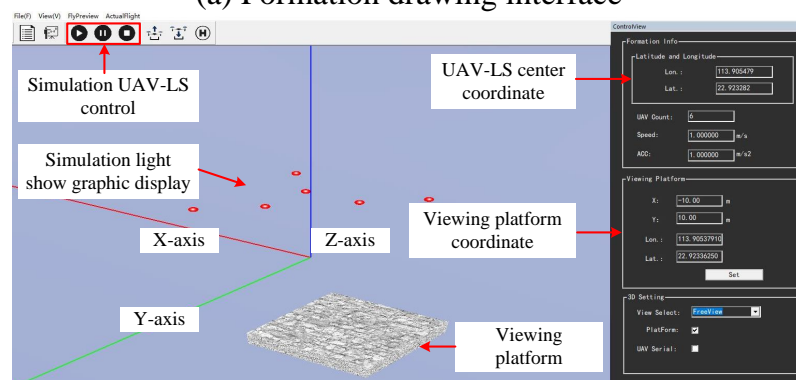 (a) Formation drawing interface
File(F) View(V) FlyPreview ActualFlight
H
Simulation UAV-LS
control
Simulation light
show graphic display
X-axis
Z-axis
Y-axis
UAV-LS center
coordinate
Viewing platform
coordinate
Viewing
platform
ControlView
Formation Info
Latitude and Longitude
Lon.: 113.905479
Lat.: 22.923282
UAV Count: 6
Speed: 1.000000 m/s
ACC: 1.000000 m/s2
Viewing Platform
X: -10.00 m
Y: 10.00 m
Lon.: 113.90537910
Lat.: 22.92336250
Set
3D Setting
View Select: FreeView
PlatForm:
UAV Serial: